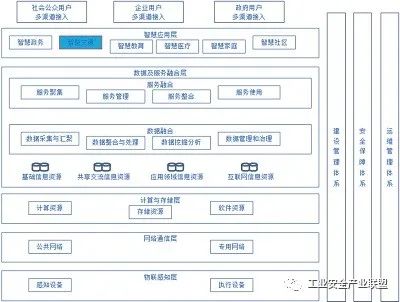 社会公众用户
多渠道接入
企业用户
多渠道接入
政府用户
多渠道接入
智慧应用层
智慧政务
智慧交通
智慧教育
智慧医疗
智慧家庭
智慧社区
数据及服务融合层
服务融合
服务聚集
服务管理
服务整合
服务使用
数据融合
数据采集与汇聚
数据整合与处理
数据挖掘分析
数据管理和治理
基础信息资源
共享交流信息资源
应用领域信息资源
互联网信息资源
计算与存储层
计算资源
存储资源
软件资源
网络通信层
公共网络
专用网络
物联感知层
感知设备
执行设备
建设管理体系
安全保障体系
运维管理体系
工业安全产业联盟